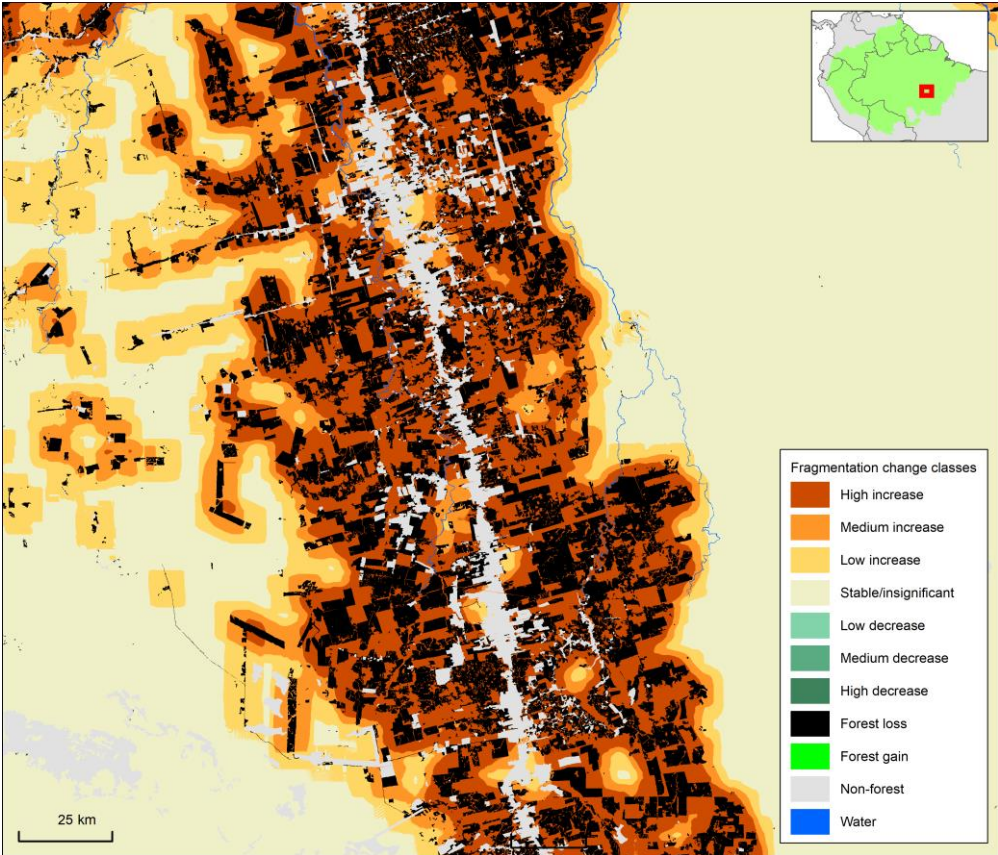 Fragmentation change classes
High increase
Medium increase
Low increase
Stable/insignificant
Low decrease
Medium decrease
High decrease
Forest loss
Forest gain
Non-forest
Water
25 km